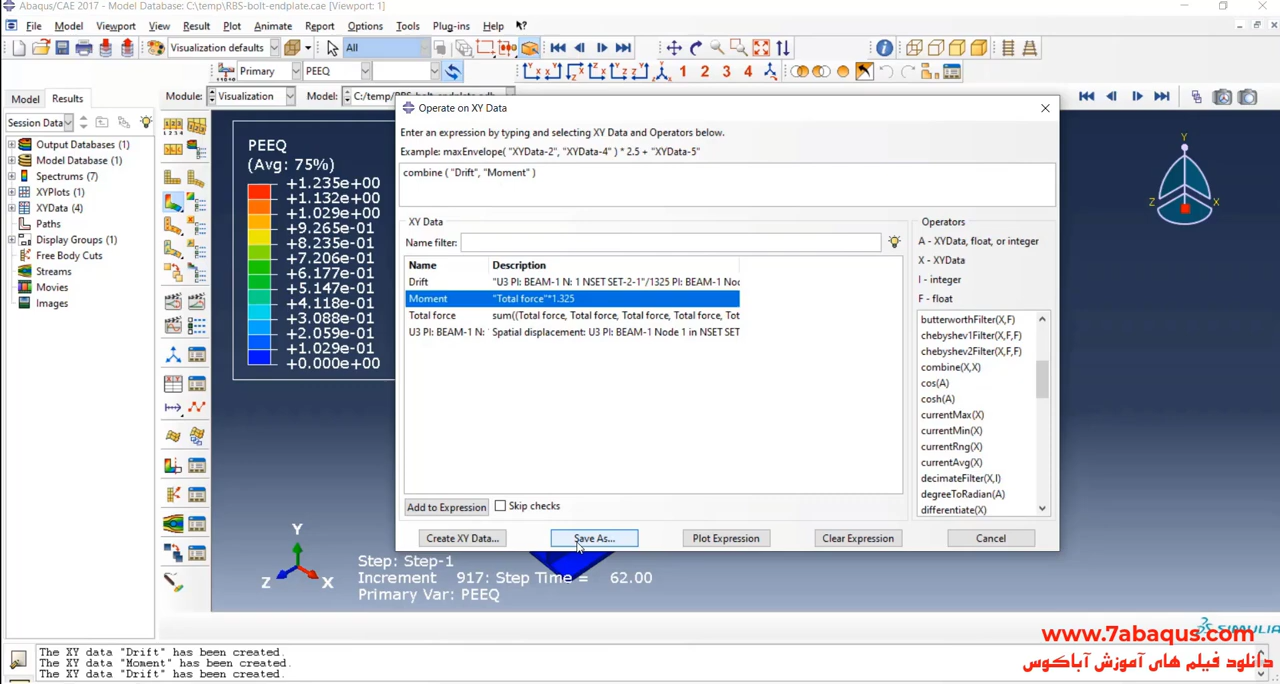 Abaqus/CAE 2017 - Model Database: C:\temp\RBS-bolt-endplate.cae [Viewport: 1]
File Model Viewport View Result Plot Animate Report Options Tools Plug-ins Help
Visualization defaults All
Primary PEEQ 1 2 3 4
Model Results Module: Visualization Model:
Session Data
Output Databases (1)
Model Database (1)
Spectrums (7)
XYPlots (1)
XYData (4)
Paths
Display Groups (1)
Free Body Cuts
Streams
Movies
Images
PEEQ
(Avg: 75%)
+1.235e+00
+1.132e+00
+1.029e+00
+9.265e-01
+8.235e-01
+7.206e-01
+6.177e-01
+5.147e-01
+4.118e-01
+3.088e-01
+2.059e-01
+1.029e-01
+0.000e+00
Operate on XY Data
Enter an expression by typing and selecting XY Data and Operators below.
Example: maxEnvelope( "XYData-2", "XYData-4" ) * 2.5 + "XYData-5"
combine ( "Drift", "Moment" )
XY Data
Name filter:
Name Description
Drift "U3 PI: BEAM-1 N: 1 NSET SET-2-1"/1325 PI: BEAM-1 Noc
Moment "Total force"*1.325
Total force sum((Total force, Total force, Total force, Total force, Tot
U3 PI: BEAM-1 N: Spatial displacement: U3 PI: BEAM-1 Node 1 in NSET SET
Operators
A - XYData, float, or integer
X - XYData
I - integer
F - float
butterworthFilter(X,F)
chebyshev1Filter(X,F,F)
chebyshev2Filter(X,F,F)
combine(X,X)
cos(A)
cosh(A)
currentMax(X)
currentMin(X)
currentRng(X)
currentAvg(X)
decimateFilter(X,I)
degreeToRadian(A)
differentiate(X)
Add to Expression Skip checks
Create XY Data... Save As... Plot Expression Clear Expression Cancel
Y
Z X
Y
Z X
Step: Step-1
Increment 917: Step Time = 62.00
Primary Var: PEEQ
The XY data "Drift" has been created.
The XY data "Moment" has been created.
The XY data "Drift" has been created.
www.7abaqus.com
دانلود فیلم های آموزش آباکوس